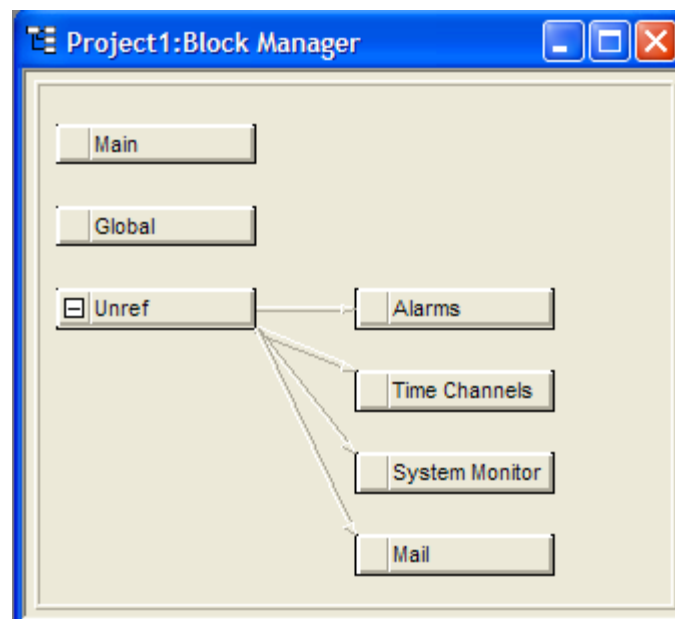 Project1:Block Manager
Main
Global
Unref
Alarms
Time Channels
System Monitor
Mail